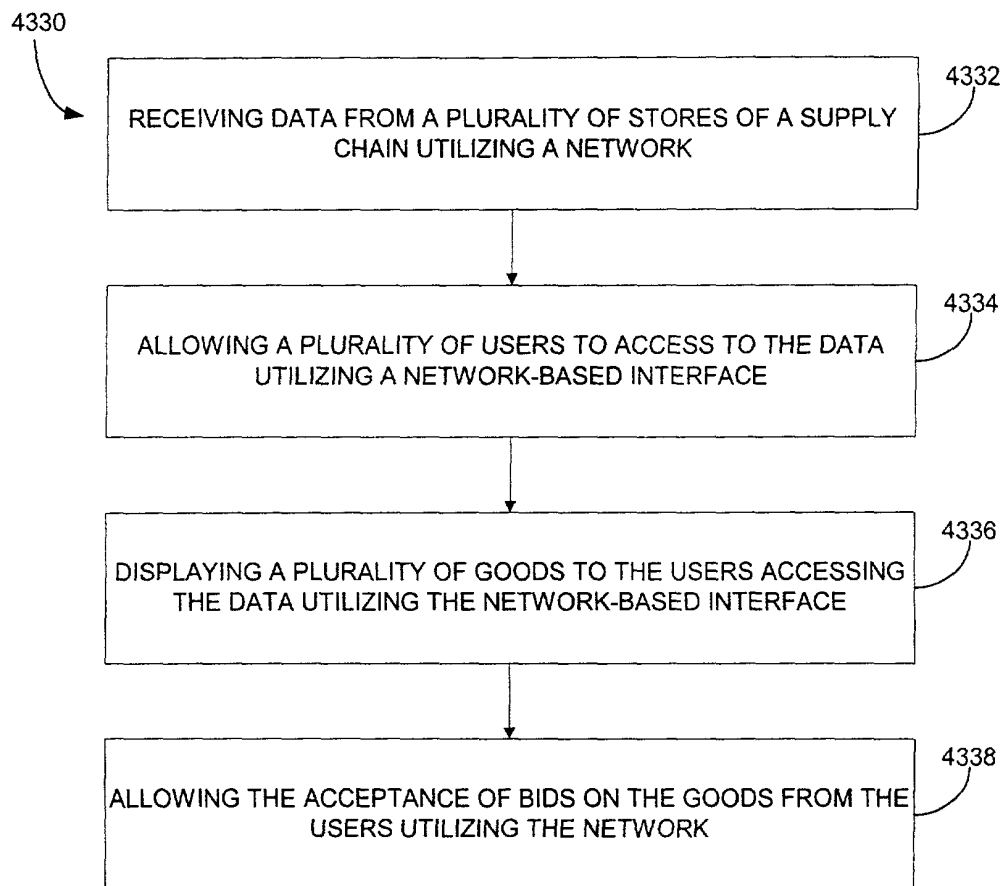 4330
4332
RECEIVING DATA FROM A PLURALITY OF STORES OF A SUPPLY
CHAIN UTILIZING A NETWORK
4334
ALLOWING A PLURALITY OF USERS TO ACCESS TO THE DATA
UTILIZING A NETWORK-BASED INTERFACE
4336
DISPLAYING A PLURALITY OF GOODS TO THE USERS ACCESSING
THE DATA UTILIZING THE NETWORK-BASED INTERFACE
4338
ALLOWING THE ACCEPTANCE OF BIDS ON THE GOODS FROM THE
USERS UTILIZING THE NETWORK